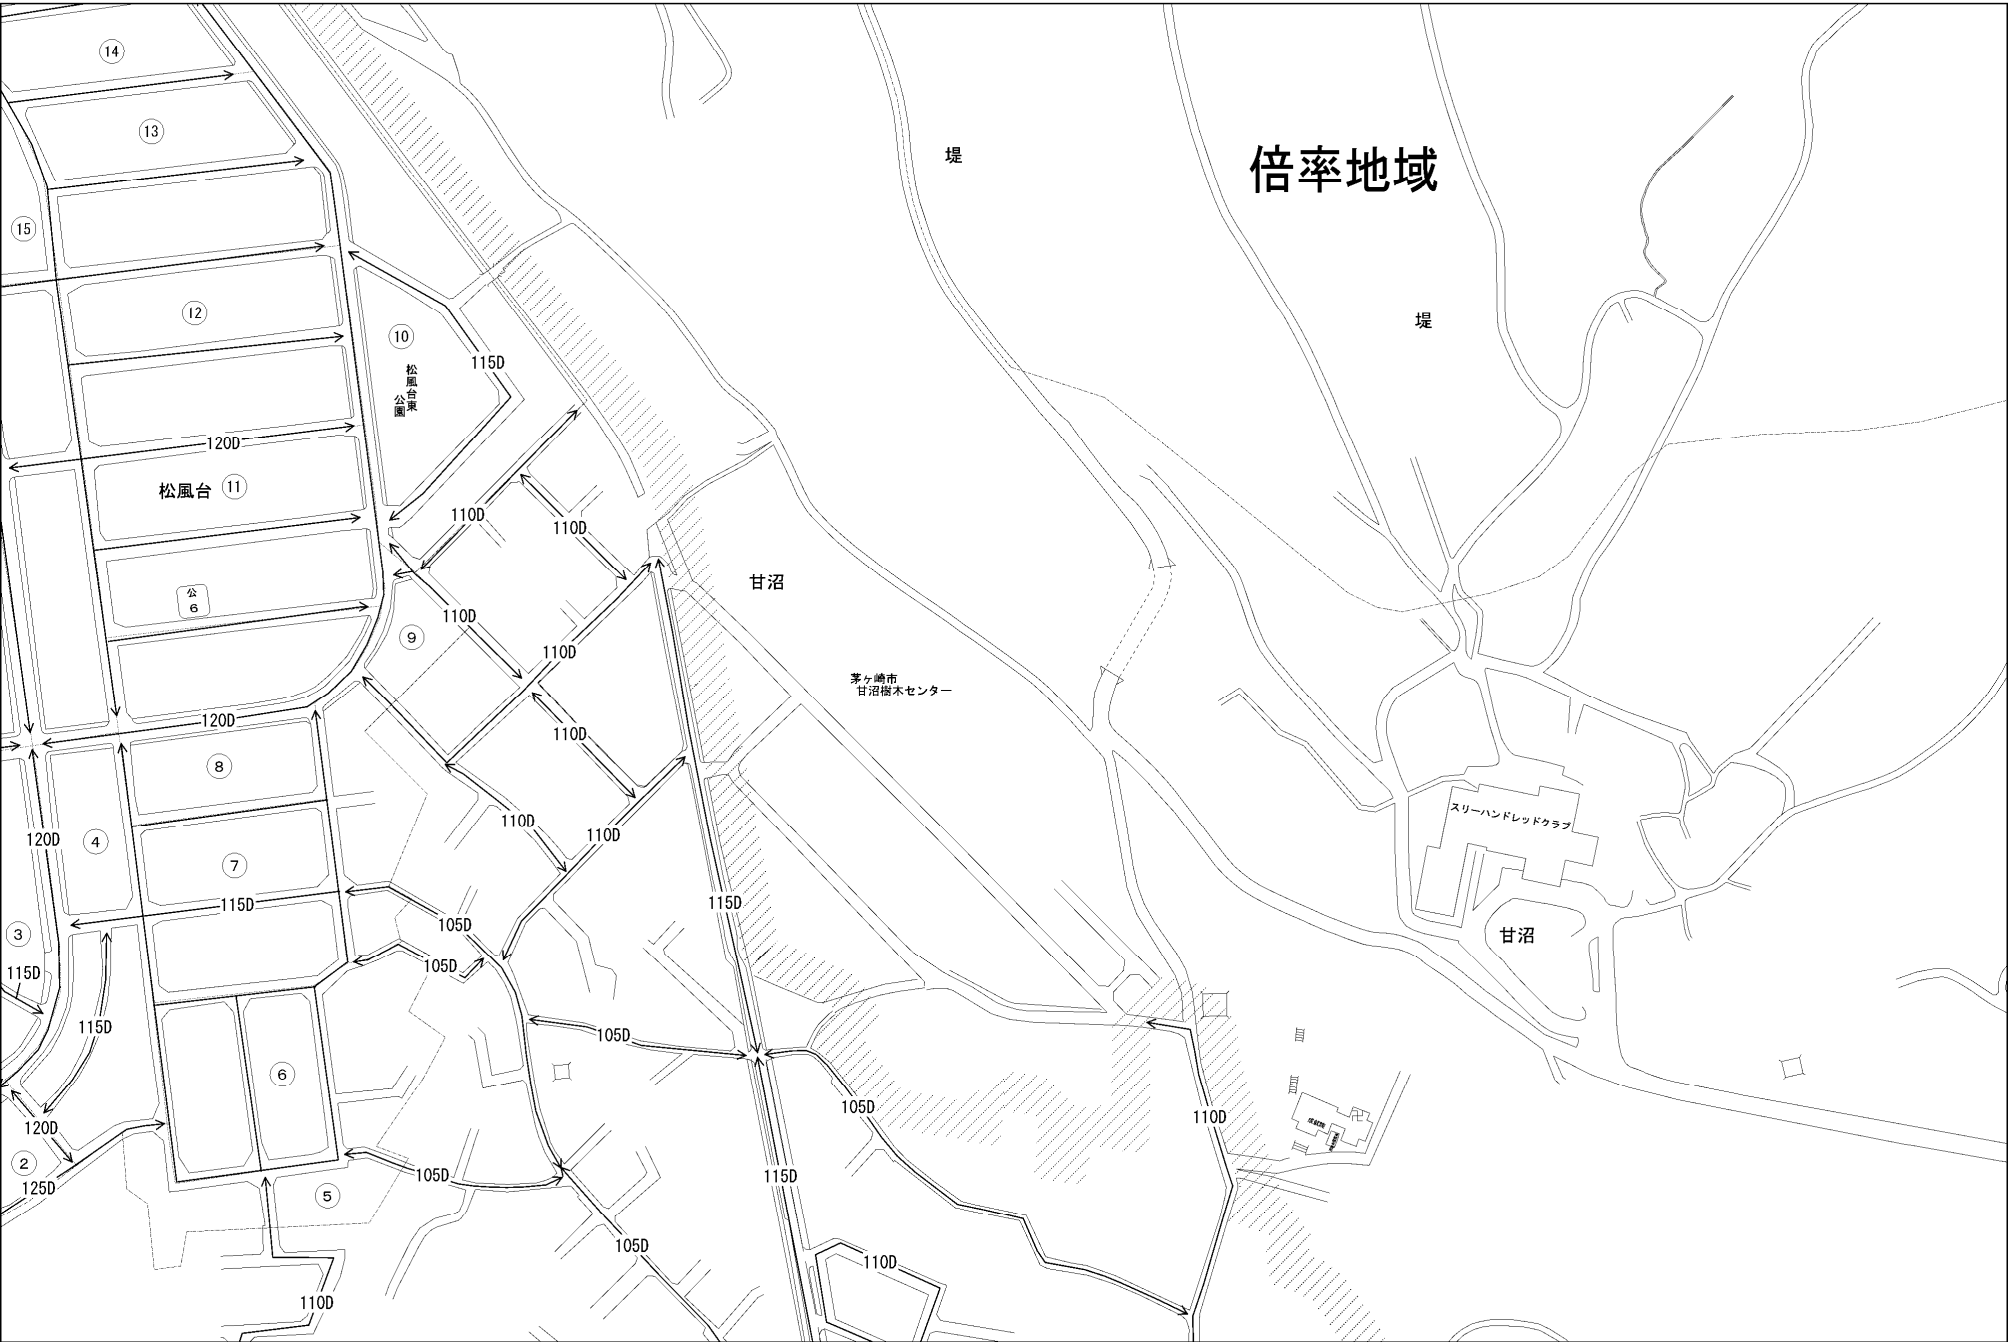 ⑭
⑬
堤
倍率地域
⑮
⑫
堤
⑩
115D
松風台東
公園
120D
松風台
⑪
110D
110D
甘沼
公
6
110D
⑨
110D
茅ヶ崎市
甘沼樹木センター
120D
110D
⑧
スリーハンドレッドクラブ
120D
④
110D
110D
⑦
115D
115D
105D
③
甘沼
105D
115D
115D
105D
⑥
105D
110D
120D
②
125D
105D
115D
⑤
105D
110D
110D